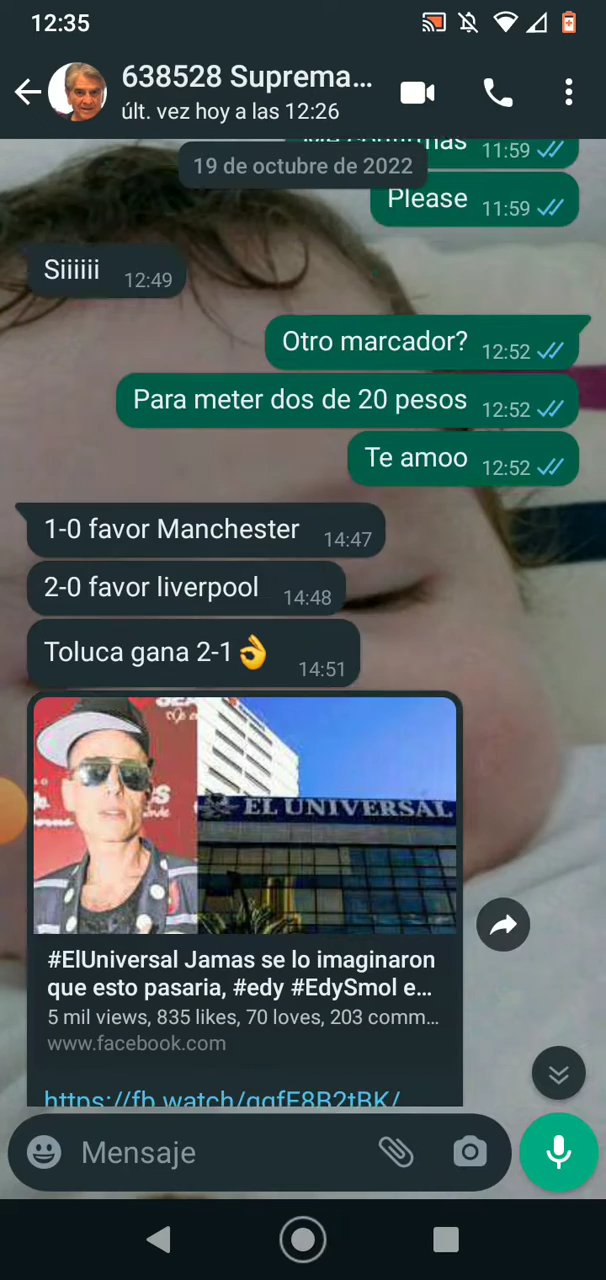 12:35
638528 Suprema...
últ. vez hoy a las 12:26
11:59
19 de octubre de 2022
Please 11:59
Siiiiii 12:49
Otro marcador? 12:52
Para meter dos de 20 pesos 12:52
Te amoo 12:52
1-0 favor Manchester 14:47
2-0 favor liverpool 14:48
Toluca gana 2-1👌 14:51
EL UNIVERSAL
#ElUniversal Jamas se lo imaginaron
que esto pasaria, #edy #EdySmol e...
5 mil views, 835 likes, 70 loves, 203 comm...
www.facebook.com
Mensaje